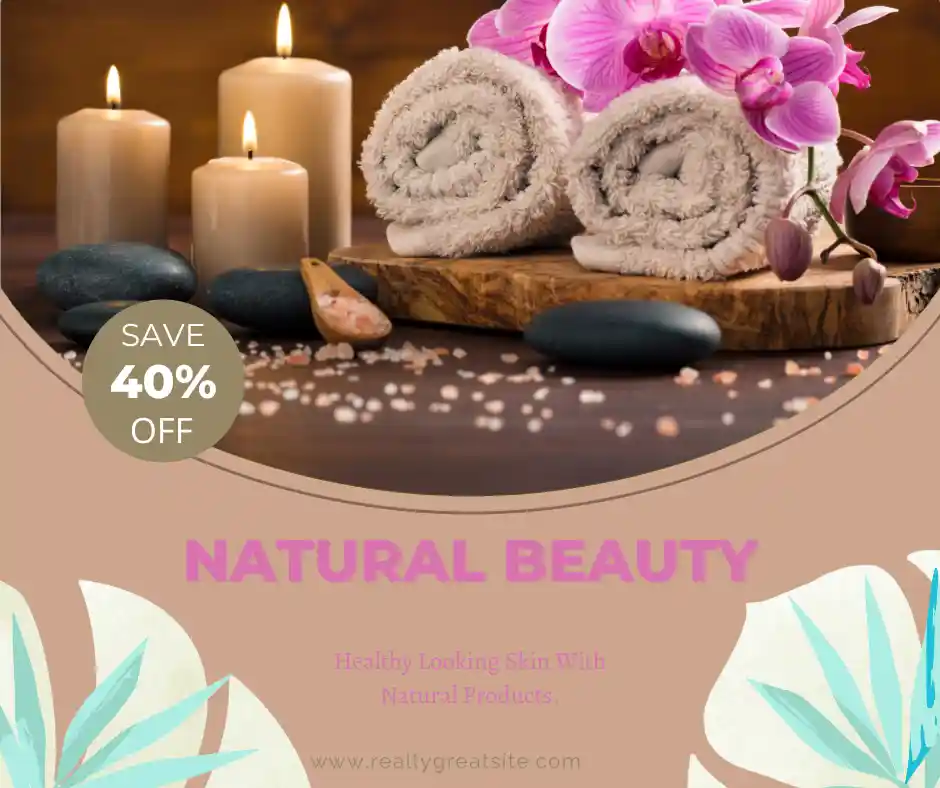 SAVE
40%
OFF
NATURAL BEAUTY
Healthy Looking Skin With
Natural Products.
www.reallygreatsite.com